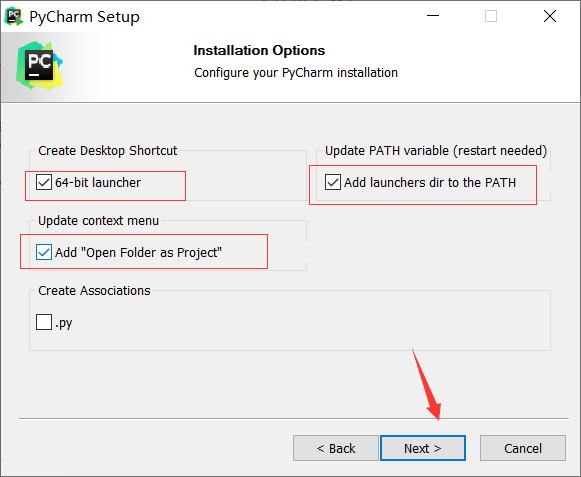 PyCharm Setup
PC
Installation Options
Configure your PyCharm installation
Create Desktop Shortcut
64-bit launcher
Update PATH variable (restart needed)
Add launchers dir to the PATH
Update context menu
Add "Open Folder as Project"
Create Associations
.py
< Back
Next >
Cancel